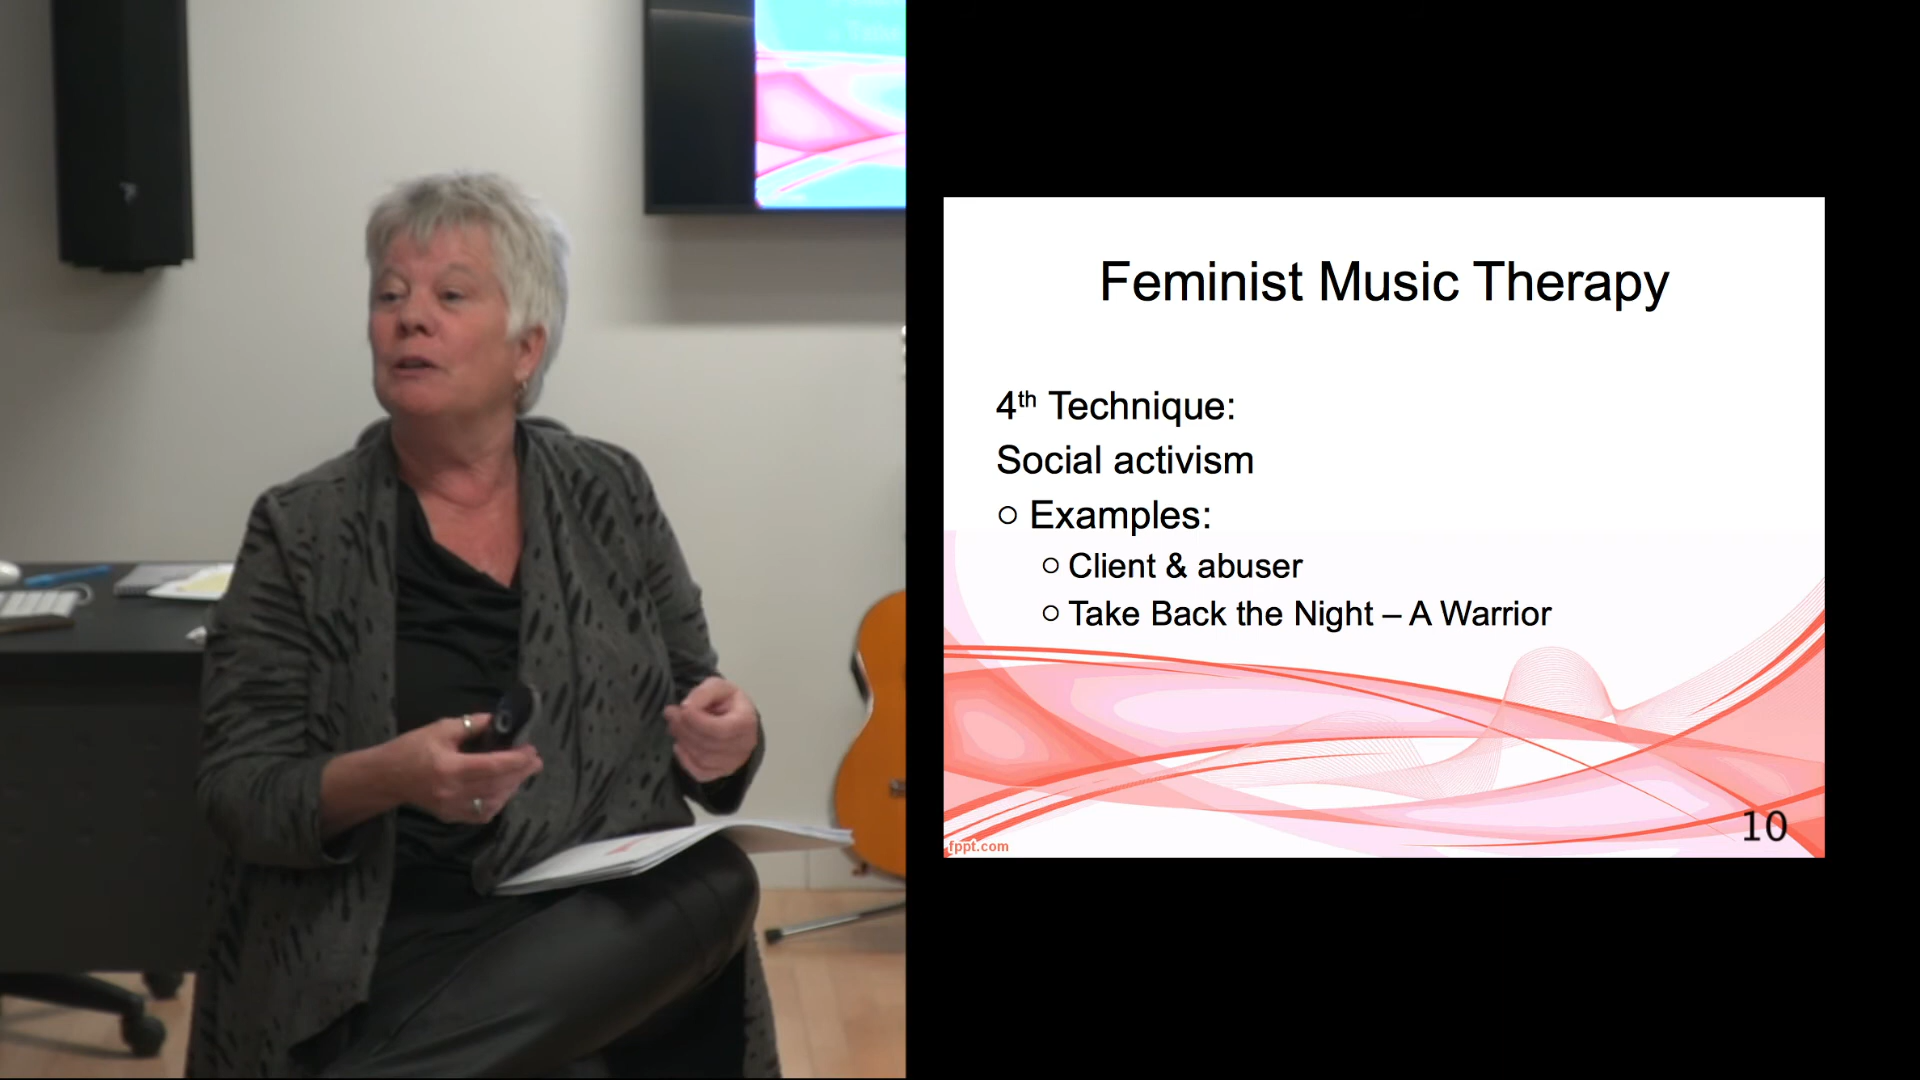 Feminist Music Therapy
4th Technique:
Social activism
○ Examples:
○ Client & abuser
○ Take Back the Night – A Warrior
fppt.com
10